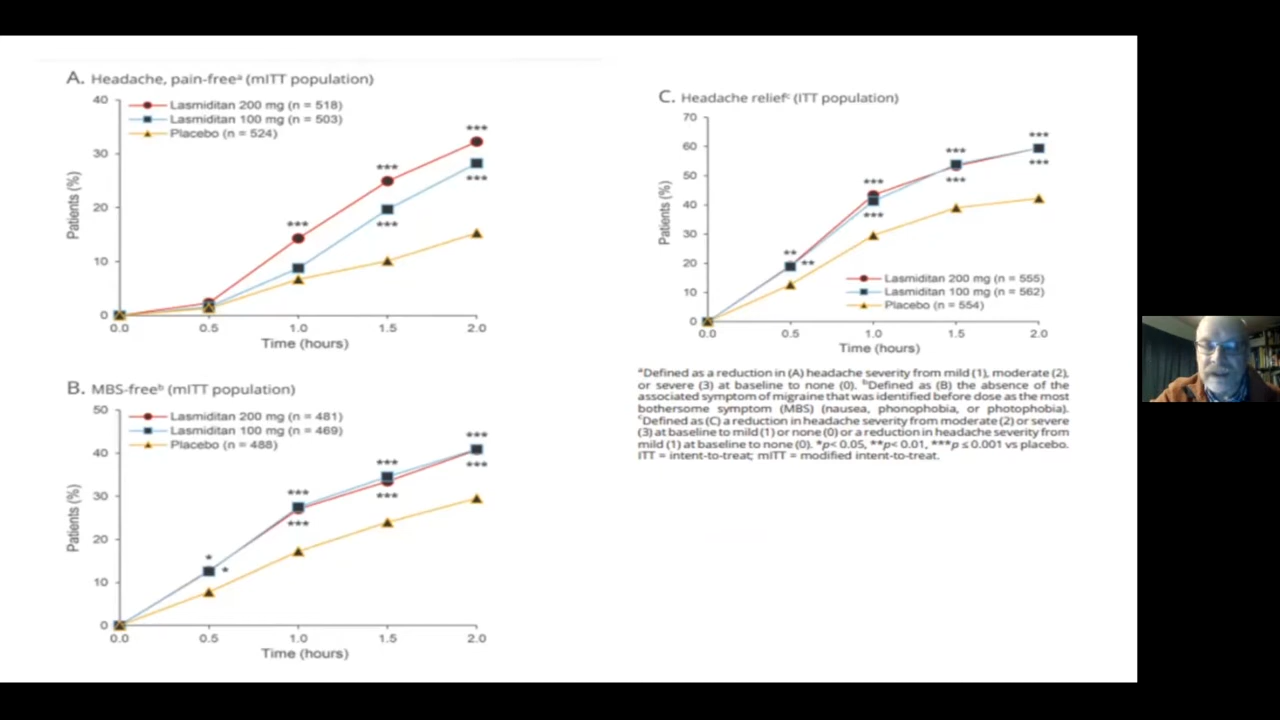 A. Headache, pain-freeᵃ (mITT population)
40
30
20
10
0
Patients (%)
Lasmiditan 200 mg (n = 518)
Lasmiditan 100 mg (n = 503)
Placebo (n = 524)
***
***
***
***
***
0.0 0.5 1.0 1.5 2.0
Time (hours)
B. MBS-freeᵇ (mITT population)
50
40
30
20
10
0
Patients (%)
Lasmiditan 200 mg (n = 481)
Lasmiditan 100 mg (n = 469)
Placebo (n = 488)
*
*
***
***
***
***
***
***
0.0 0.5 1.0 1.5 2.0
Time (hours)
C. Headache reliefᶜ (ITT population)
70
60
50
40
30
20
10
0
Patients (%)
**
**
***
***
***
***
***
***
Lasmiditan 200 mg (n = 555)
Lasmiditan 100 mg (n = 562)
Placebo (n = 554)
0.0 0.5 1.0 1.5 2.0
Time (hours)
ᵃDefined as a reduction in (A) headache severity from mild (1), moderate (2),
or severe (3) at baseline to none (0). ᵇDefined as (B) the absence of the
associated symptom of migraine that was identified before dose as the most
bothersome symptom (MBS) (nausea, phonophobia, or photophobia).
ᶜDefined as (C) a reduction in headache severity from moderate (2) or severe
(3) at baseline to mild (1) or none (0) or a reduction in headache severity from
mild (1) at baseline to none (0). *p< 0.05, **p< 0.01, ***p ≤ 0.001 vs placebo.
ITT = intent-to-treat; mITT = modified intent-to-treat.